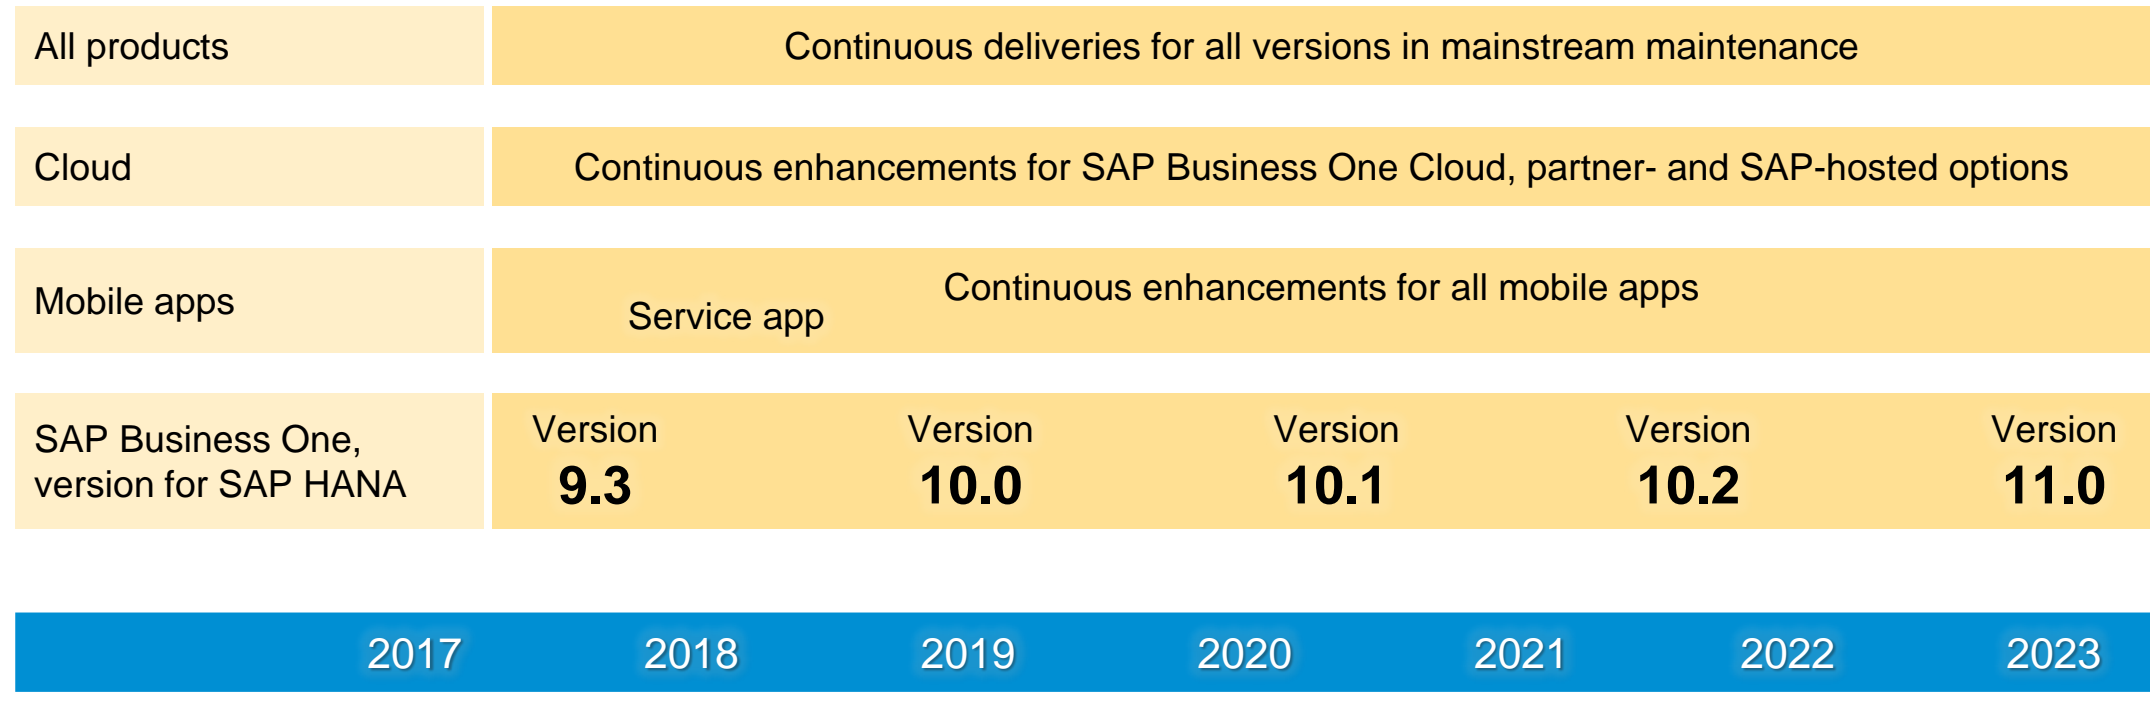 All products
Continuous deliveries for all versions in mainstream maintenance
Cloud
Continuous enhancements for SAP Business One Cloud, partner- and SAP-hosted options
Mobile apps
Continuous enhancements for all mobile apps
Service app
SAP Business One,
version for SAP HANA
Version
9.3
Version
10.0
Version
10.1
Version
10.2
Version
11.0
2017 2018 2019 2020 2021 2022 2023